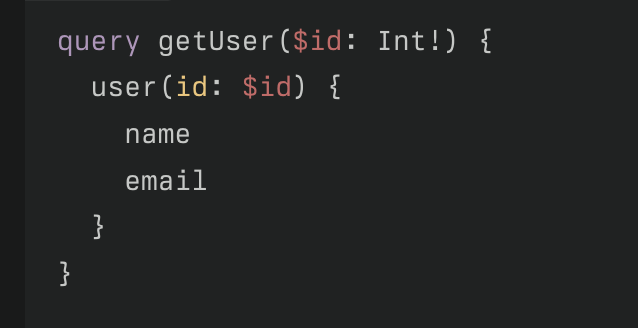 query getUser($id: Int!) {
  user(id: $id) {
    name
    email
  }
}